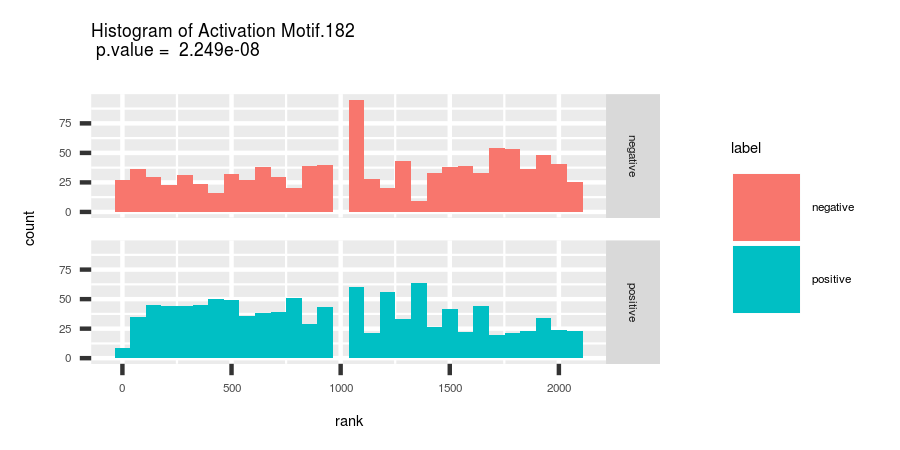 Histogram of Activation Motif.182
p.value = 2.249e-08
count
75
50
25
0
negative
75
50
25
0
positive
0
500
1000
1500
2000
rank
label
negative
positive